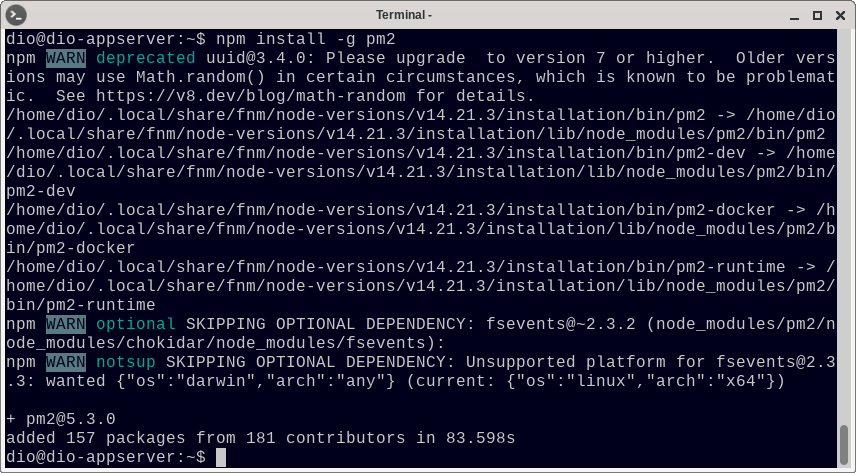 Terminal -
dio@dio-appserver:~$ npm install -g pm2
npm WARN deprecated uuid@3.4.0: Please upgrade  to version 7 or higher.  Older vers
ions may use Math.random() in certain circumstances, which is known to be problemat
ic.  See https://v8.dev/blog/math-random for details.
/home/dio/.local/share/fnm/node-versions/v14.21.3/installation/bin/pm2 -> /home/dio
/.local/share/fnm/node-versions/v14.21.3/installation/lib/node_modules/pm2/bin/pm2
/home/dio/.local/share/fnm/node-versions/v14.21.3/installation/bin/pm2-dev -> /home
/dio/.local/share/fnm/node-versions/v14.21.3/installation/lib/node_modules/pm2/bin/
pm2-dev
/home/dio/.local/share/fnm/node-versions/v14.21.3/installation/bin/pm2-docker -> /h
ome/dio/.local/share/fnm/node-versions/v14.21.3/installation/lib/node_modules/pm2/b
in/pm2-docker
/home/dio/.local/share/fnm/node-versions/v14.21.3/installation/bin/pm2-runtime -> /
home/dio/.local/share/fnm/node-versions/v14.21.3/installation/lib/node_modules/pm2/
bin/pm2-runtime
npm WARN optional SKIPPING OPTIONAL DEPENDENCY: fsevents@~2.3.2 (node_modules/pm2/n
ode_modules/chokidar/node_modules/fsevents):
npm WARN notsup SKIPPING OPTIONAL DEPENDENCY: Unsupported platform for fsevents@2.3
.3: wanted {"os":"darwin","arch":"any"} (current: {"os":"linux","arch":"x64"})
+ pm2@5.3.0
added 157 packages from 181 contributors in 83.598s
dio@dio-appserver:~$